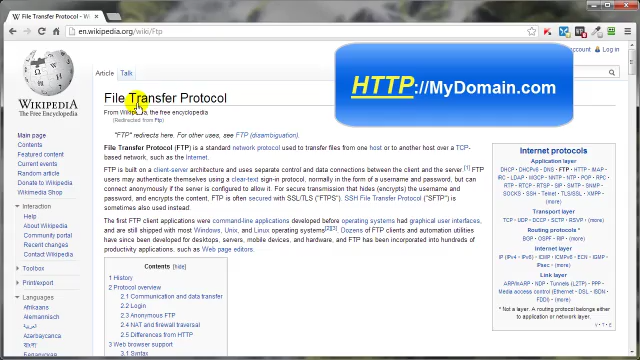 File Transfer Protocol - Wi
en.wikipedia.org/wiki/Ftp
account
Log in
Article
Talk
HTTP://MyDomain.com
WIKIPEDIA
The Free Encyclopedia
File Transfer Protocol
From Wikipedia, the free encyclopedia
(Redirected from Ftp)
"FTP" redirects here. For other uses, see FTP (disambiguation).
File Transfer Protocol (FTP) is a standard network protocol used to transfer files from one host or to another host over a TCP-
based network, such as the Internet.
FTP is built on a client-server architecture and uses separate control and data connections between the client and the server.[1] FTP
users may authenticate themselves using a clear-text sign-in protocol, normally in the form of a username and password, but can
connect anonymously if the server is configured to allow it. For secure transmission that hides (encrypts) the username and
password, and encrypts the content, FTP is often secured with SSL/TLS ("FTPS"). SSH File Transfer Protocol ("SFTP") is
sometimes also used instead.
The first FTP client applications were command-line applications developed before operating systems had graphical user interfaces,
and are still shipped with most Windows, Unix, and Linux operating systems.[2][3] Dozens of FTP clients and automation utilities
have since been developed for desktops, servers, mobile devices, and hardware, and FTP has been incorporated into hundreds of
productivity applications, such as Web page editors.
Contents [hide]
1 History
2 Protocol overview
2.1 Communication and data transfer
2.2 Login
2.3 Anonymous FTP
2.4 NAT and firewall traversal
2.5 Differences from HTTP
3 Web browser support
3.1 Syntax
Main page
Contents
Featured content
Current events
Random article
Donate to Wikipedia
Wikimedia Shop
Interaction
Help
About Wikipedia
Community portal
Recent changes
Contact Wikipedia
Toolbox
Print/export
Languages
Afrikaans
Alemannisch
العربية
Azərbaycanca
বাংলা
Internet protocols
Application layer
DHCP · DHCPv6 · DNS · FTP · HTTP · IMAP ·
IRC · LDAP · MGCP · NNTP · NTP · POP · RPC ·
RTP · RTCP · RTSP · SIP · SMTP · SNMP ·
SOCKS · SSH · Telnet · TLS/SSL · XMPP ·
(more)
Transport layer
TCP · UDP · DCCP · SCTP · RSVP · (more)
Routing protocols *
BGP · OSPF · RIP · (more)
Internet layer
IP (IPv4 · IPv6) · ICMP · ICMPv6 · ECN · IGMP ·
IPsec · (more)
Link layer
ARP/InARP · NDP · Tunnels (L2TP) · PPP ·
Media access control (Ethernet · DSL · ISDN ·
FDDI) · (more)
* Not a layer. A routing protocol belongs either
to application or network layer.
V · T · E